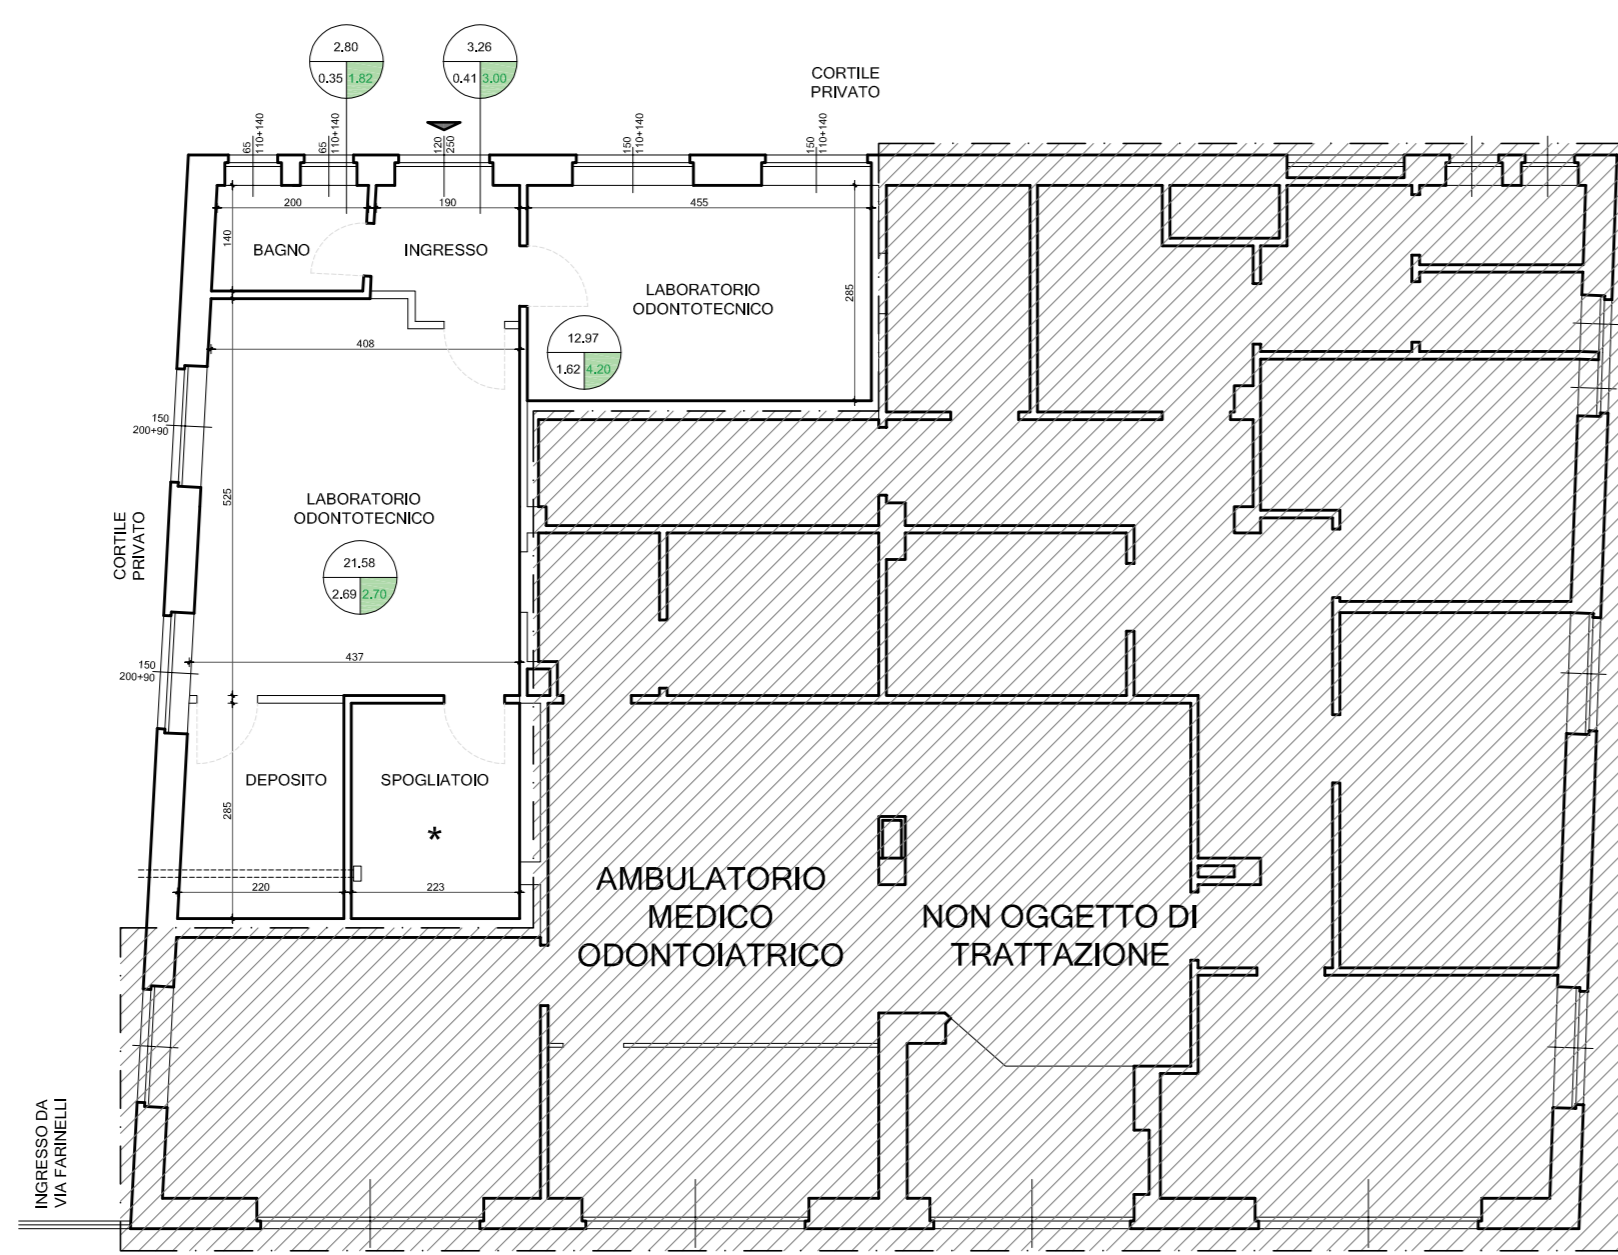 2.80
0.35 1.82
3.26
0.41 3.00
CORTILE
PRIVATO
65
110+140
65
110+140
120
250
150
110+140
150
110+140
200
190
455
140
BAGNO
INGRESSO
LABORATORIO
ODONTOTECNICO
285
12.97
1.62 4.20
408
150
200+90
525
LABORATORIO
ODONTOTECNICO
21.58
2.69 2.70
CORTILE
PRIVATO
437
150
200+90
DEPOSITO
SPOGLIATOIO
*
285
220
223
AMBULATORIO
MEDICO
ODONTOIATRICO
NON OGGETTO DI
TRATTAZIONE
INGRESSO DA
VIA FARINELLI